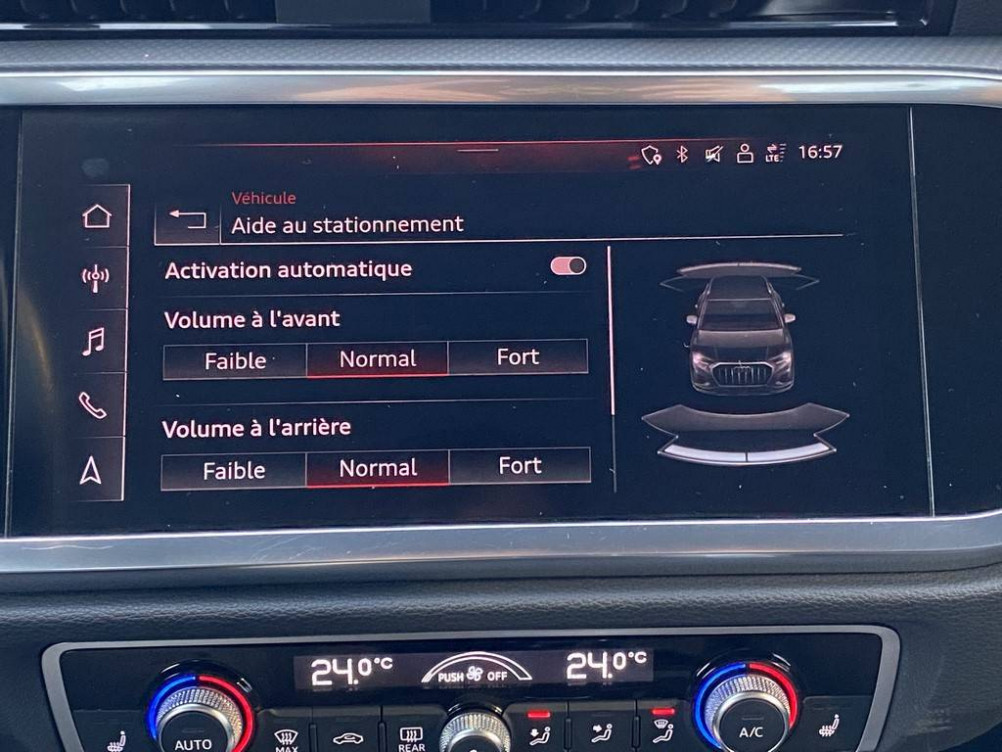 LTE 16:57
Véhicule
Aide au stationnement
Activation automatique
Volume à l'avant
Faible Normal Fort
Volume à l'arrière
Faible Normal Fort
24.0°C PUSH OFF 24.0°C
AUTO MAX REAR A/C